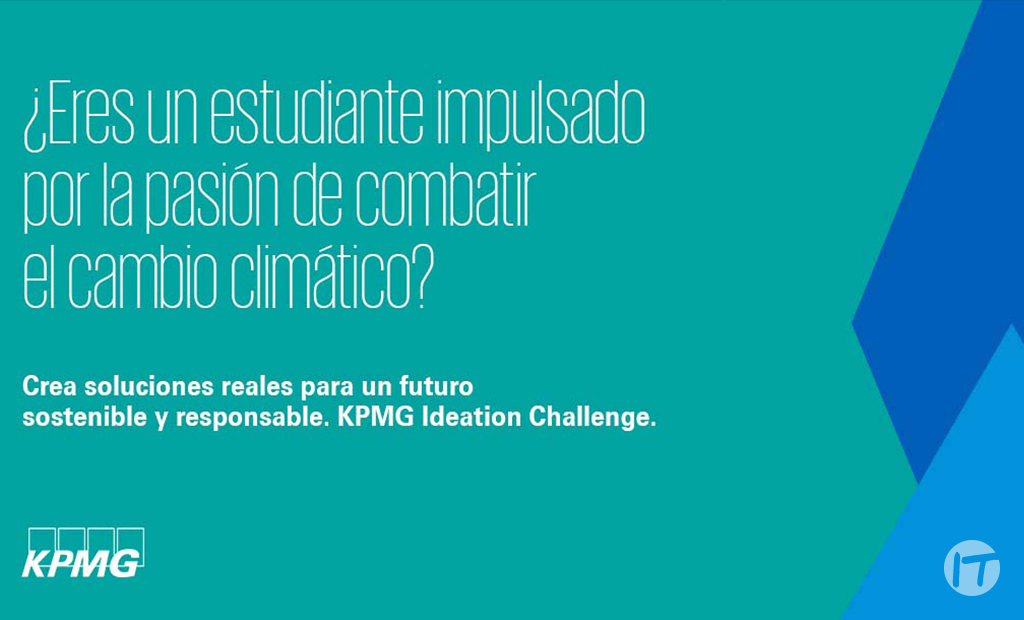 ¿Eres un estudiante impulsado
por la pasión de combatir
el cambio climático?
Crea soluciones reales para un futuro
sostenible y responsable. KPMG Ideation Challenge.
KPMG
IT